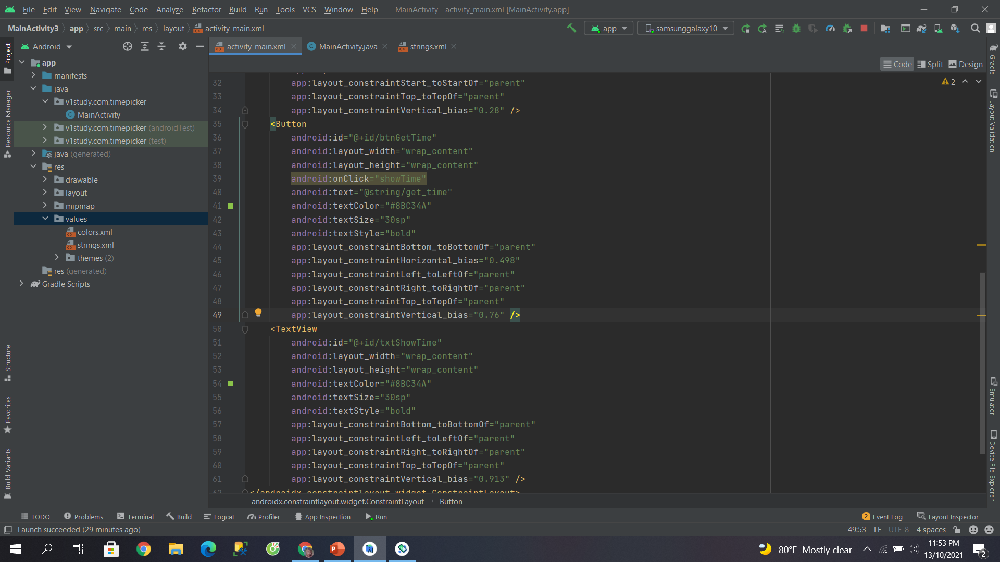 File Edit View Navigate Code Analyze Refactor Build Run Tools VCS Window Help MainActivity - activity_main.xml [MainActivity.app]
MainActivity3 app src main res layout activity_main.xml app samsunggalaxy10
Android activity_main.xml MainActivity.java strings.xml
Code Split Design
2
Project
Resource Manager
Structure
Favorites
Build Variants
app
manifests
java
v1study.com.timepicker
MainActivity
v1study.com.timepicker (androidTest)
v1study.com.timepicker (test)
java (generated)
res
drawable
layout
mipmap
values
colors.xml
strings.xml
themes (2)
res (generated)
Gradle Scripts
32 app:layout_constraintStart_toStartOf="parent"
33 app:layout_constraintTop_toTopOf="parent"
34 app:layout_constraintVertical_bias="0.28" />
35 <Button
36 android:id="@+id/btnGetTime"
37 android:layout_width="wrap_content"
38 android:layout_height="wrap_content"
39 android:onClick="showTime"
40 android:text="@string/get_time"
41 android:textColor="#8BC34A"
42 android:textSize="30sp"
43 android:textStyle="bold"
44 app:layout_constraintBottom_toBottomOf="parent"
45 app:layout_constraintHorizontal_bias="0.498"
46 app:layout_constraintLeft_toLeftOf="parent"
47 app:layout_constraintRight_toRightOf="parent"
48 app:layout_constraintTop_toTopOf="parent"
49 app:layout_constraintVertical_bias="0.76" />
50 <TextView
51 android:id="@+id/txtShowTime"
52 android:layout_width="wrap_content"
53 android:layout_height="wrap_content"
54 android:textColor="#8BC34A"
55 android:textSize="30sp"
56 android:textStyle="bold"
57 app:layout_constraintBottom_toBottomOf="parent"
58 app:layout_constraintLeft_toLeftOf="parent"
59 app:layout_constraintRight_toRightOf="parent"
60 app:layout_constraintTop_toTopOf="parent"
61 app:layout_constraintVertical_bias="0.913" />
62 </androidx.constraintlayout.widget.ConstraintLayout>
Gradle
Layout Validation
Emulator
Device File Explorer
androidx.constraintlayout.widget.ConstraintLayout Button
TODO Problems Terminal Build Logcat Profiler App Inspection Run 2 Event Log Layout Inspector
Launch succeeded (29 minutes ago) 49:53 LF UTF-8 4 spaces
80°F Mostly clear
11:53 PM
13/10/2021
2